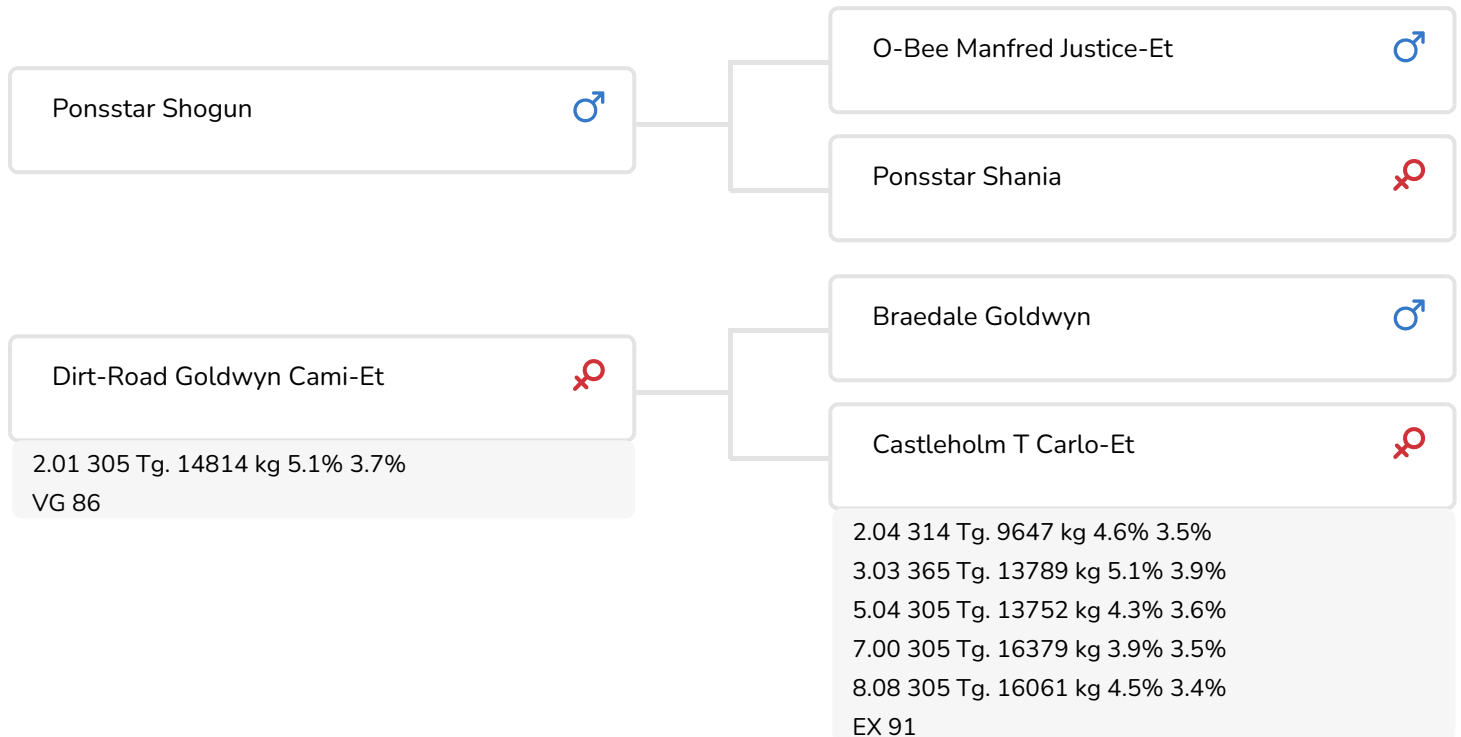 Ponsstar Shogun
O-Bee Manfred Justice-Et
Ponsstar Shania
Dirt-Road Goldwyn Cami-Et
2.01 305 Tg. 14814 kg 5.1% 3.7%
VG 86
Braedale Goldwyn
Castleholm T Carlo-Et
2.04 314 Tg. 9647 kg 4.6% 3.5%
3.03 365 Tg. 13789 kg 5.1% 3.9%
5.04 305 Tg. 13752 kg 4.3% 3.6%
7.00 305 Tg. 16379 kg 3.9% 3.5%
8.08 305 Tg. 16061 kg 4.5% 3.4%
EX 91